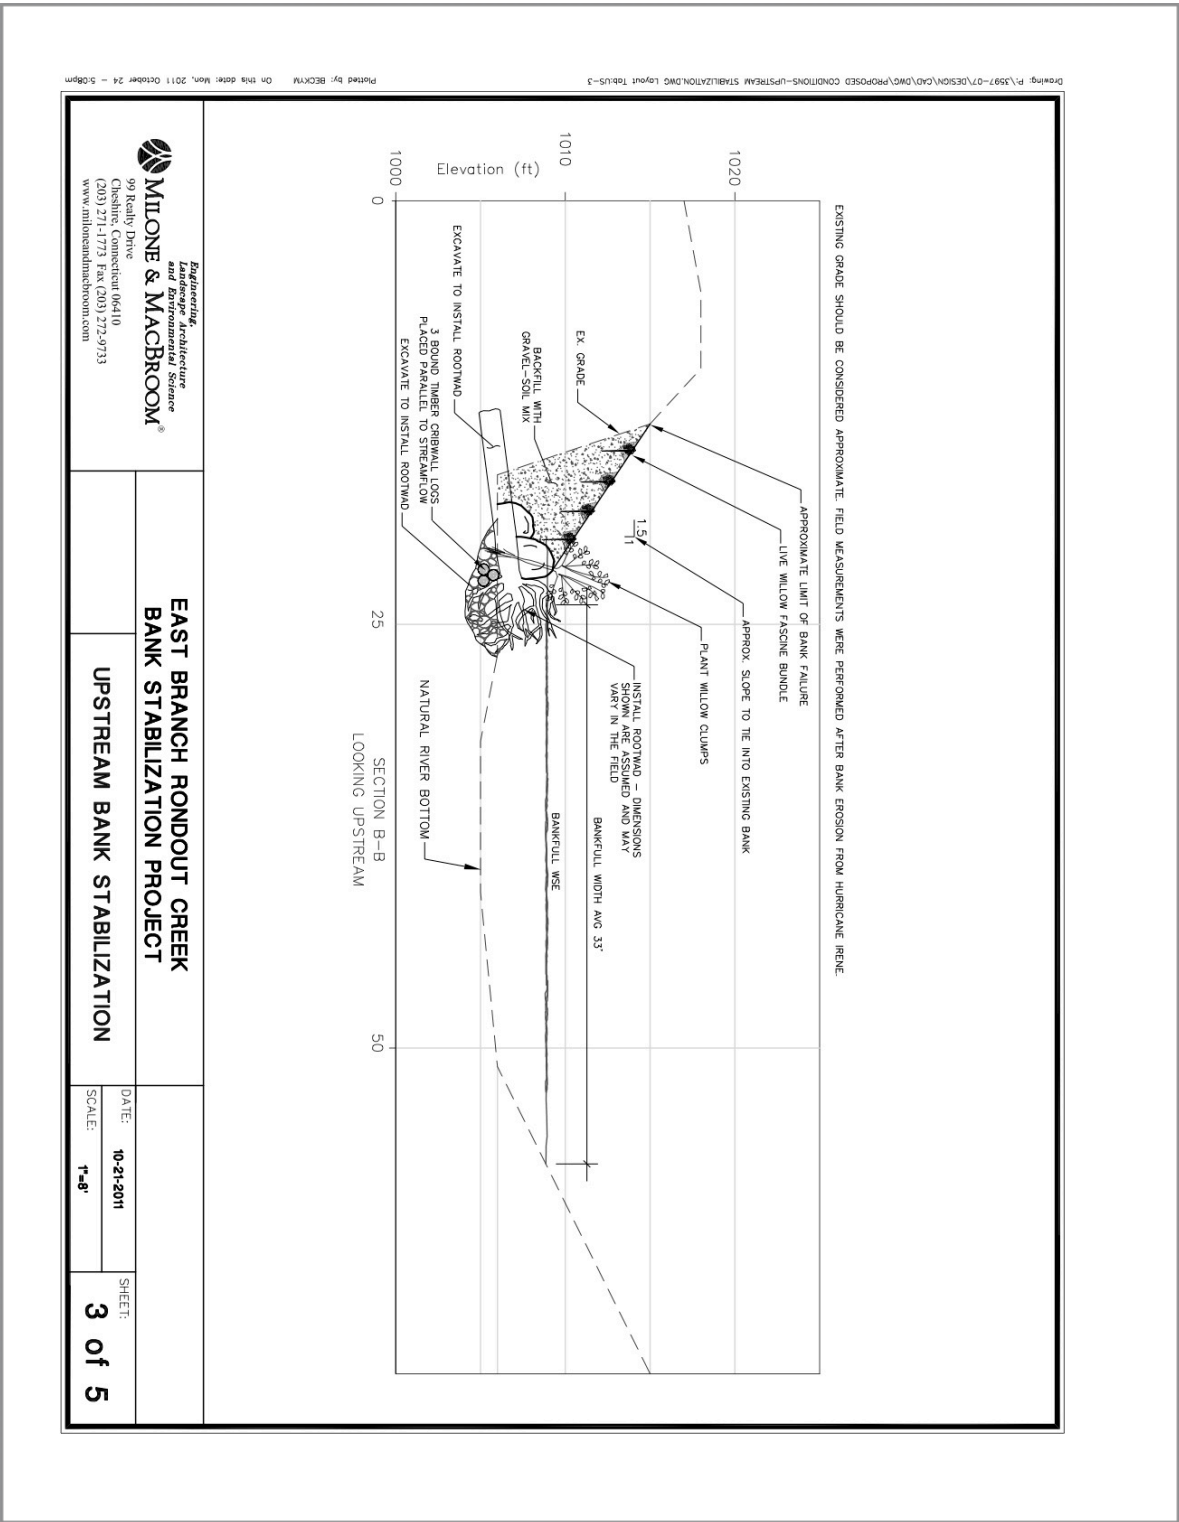 Drawing: P:\3597-07\DESIGN\CAD\DWG\PROPOSED CONDITIONS-UPSTREAM STABILIZATION.DWG Layout Tab:US-3
Plotted by: BECKYM
On this date: Mon, 2011 October 24 - 5:08pm
EXISTING GRADE SHOULD BE CONSIDERED APPROXIMATE. FIELD MEASUREMENTS WERE PERFORMED AFTER BANK EROSION FROM HURRICANE IRENE.
1020
1010
1000
Elevation (ft)
0
25
50
APPROXIMATE LIMIT OF BANK FAILURE
LIVE WILLOW FASCINE BUNDLE
APPROX. SLOPE TO TIE INTO EXISTING BANK
1.5
1
PLANT WILLOW CLUMPS
INSTALL ROOTWAD - DIMENSIONS
SHOWN ARE ASSUMED AND MAY
VARY IN THE FIELD
BANKFULL WIDTH AVG 33'
BANKFULL WSE
EX. GRADE
BACKFILL WITH
GRAVEL-SOIL MIX
EXCAVATE TO INSTALL ROOTWAD
3 BOUND TIMBER CRIBWALL LOGS
PLACED PARALLEL TO STREAMFLOW
EXCAVATE TO INSTALL ROOTWAD
NATURAL RIVER BOTTOM
SECTION B-B
LOOKING UPSTREAM
Engineering,
Landscape Architecture
and Environmental Science
MILONE & MACBROOM®
99 Realty Drive
Cheshire, Connecticut 06410
(203) 271-1773 Fax (203) 272-9733
www.miloneandmacbroom.com
EAST BRANCH RONDOUT CREEK
BANK STABILIZATION PROJECT
UPSTREAM BANK STABILIZATION
DATE: 10-21-2011
SCALE: 1"=8'
SHEET:
3 of 5